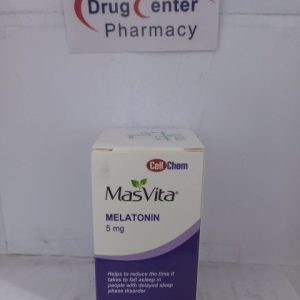 Drug Center
Pharmacy
Cell Chem
MasVita®
MELATONIN
5 mg
Helps to reduce the time it
takes to fall asleep in
people with delayed sleep
phase disorder